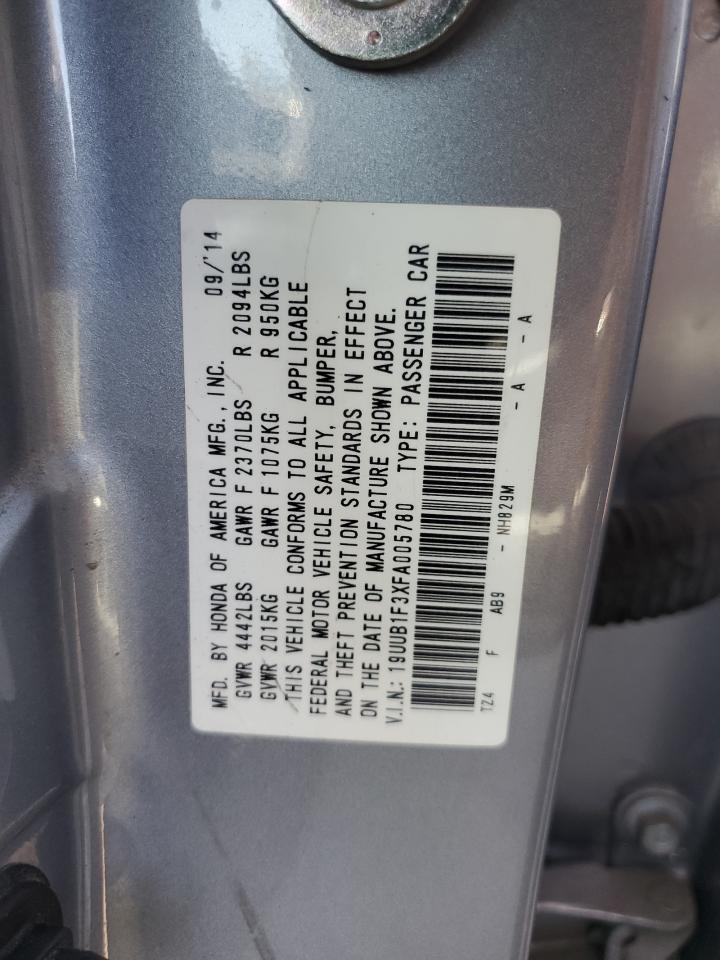 MFD. BY HONDA OF AMERICA MFG., INC. 09/'14
GVWR 4442LBS GAWR F 2370LBS R 2094LBS
GVWR 2015KG GAWR F 1075KG R 950KG
THIS VEHICLE CONFORMS TO ALL APPLICABLE
FEDERAL MOTOR VEHICLE SAFETY, BUMPER,
AND THEFT PREVENTION STANDARDS IN EFFECT
ON THE DATE OF MANUFACTURE SHOWN ABOVE.
V.I.N.: 19UUB1F3XFA005780 TYPE: PASSENGER CAR
TZ4 F AB9 - NH829M - A - A